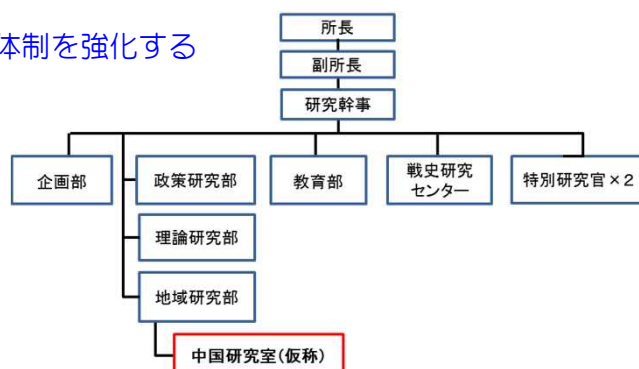 体制を強化する
所長
副所長
研究幹事
企画部
政策研究部
教育部
戦史研究
センター
特別研究官×2
理論研究部
地域研究部
中国研究室(仮称)